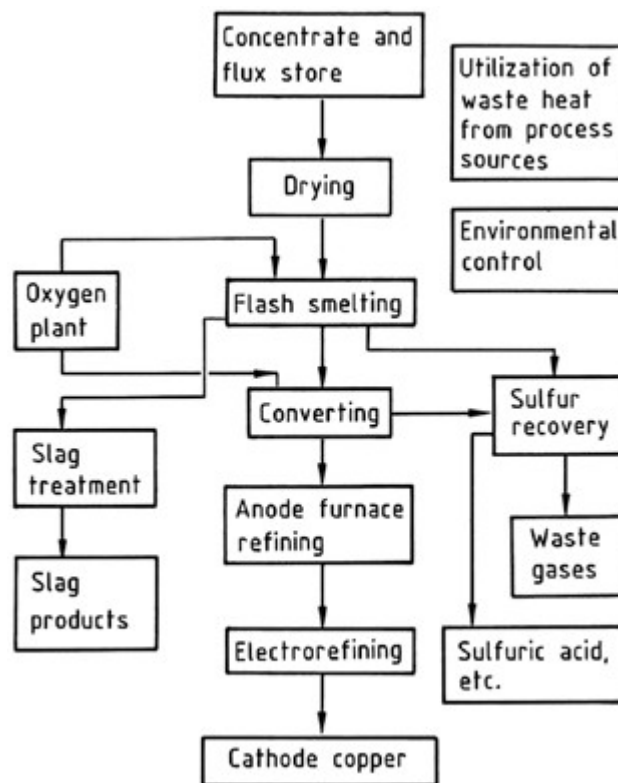 Concentrate and
flux store
Utilization of
waste heat
from process
sources
Drying
Environmental
control
Oxygen
plant
Flash smelting
Converting
Sulfur
recovery
Slag
treatment
Anode furnace
refining
Waste
gases
Slag
products
Electrorefining
Sulfuric acid,
etc.
Cathode copper